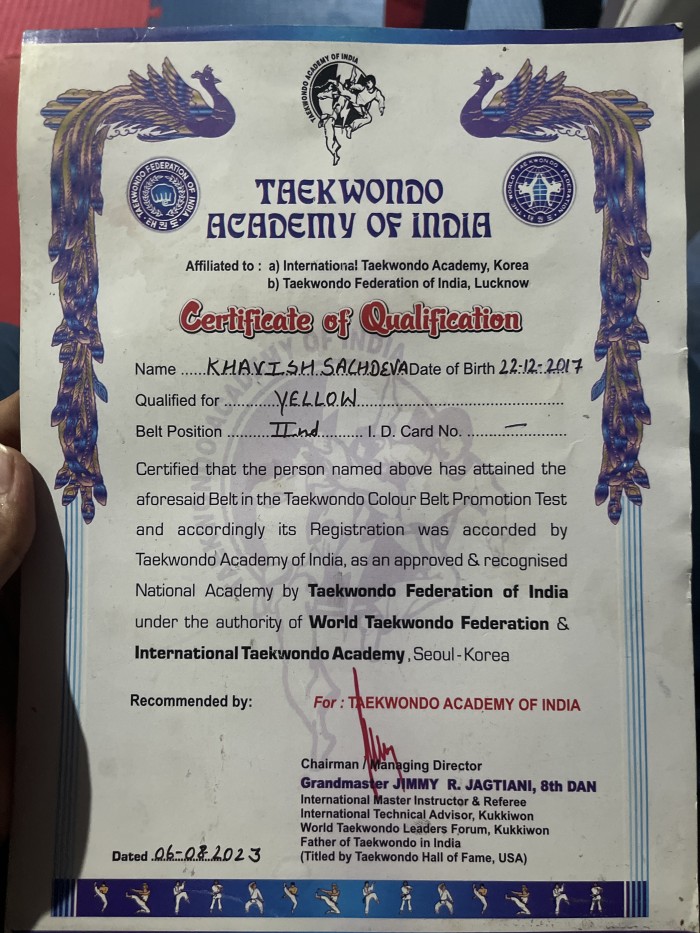 TAEKWONDO ACADEMY OF INDIA
TAEKWONDO
ACADEMY OF INDIA
Affiliated to : a) International Taekwondo Academy, Korea
b) Taekwondo Federation of India, Lucknow
Certificate of Qualification
Name ......KHAVISH SACHDEVA Date of Birth 22-12-2017
Qualified for ............YELLOW............
Belt Position ..........IInd............ I. D. Card No. ........—........
Certified that the person named above has attained the
aforesaid Belt in the Taekwondo Colour Belt Promotion Test
and accordingly its Registration was accorded by
Taekwondo Academy of India, as an approved & recognised
National Academy by Taekwondo Federation of India
under the authority of World Taekwondo Federation &
International Taekwondo Academy, Seoul-Korea
Recommended by:
For : TAEKWONDO ACADEMY OF INDIA
Chairman / Managing Director
Grandmaster JIMMY R. JAGTIANI, 8th DAN
International Master Instructor & Referee
International Technical Advisor, Kukkiwon
World Taekwondo Leaders Forum, Kukkiwon
Father of Taekwondo in India
(Titled by Taekwondo Hall of Fame, USA)
Dated .06-08.2023